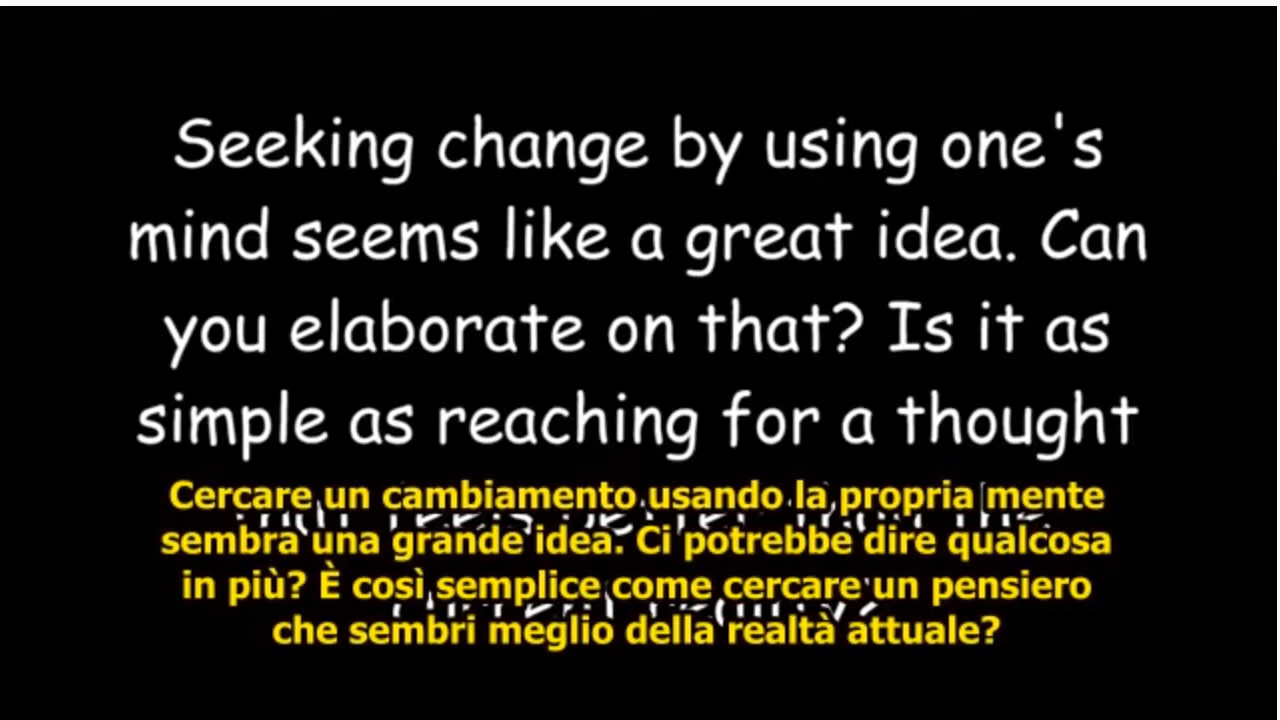 Seeking change by using one's
mind seems like a great idea. Can
you elaborate on that? Is it as
simple as reaching for a thought
Cercare un cambiamento usando la propria mente
sembra una grande idea. Ci potrebbe dire qualcosa
in più? È così semplice come cercare un pensiero
che sembri meglio della realtà attuale?